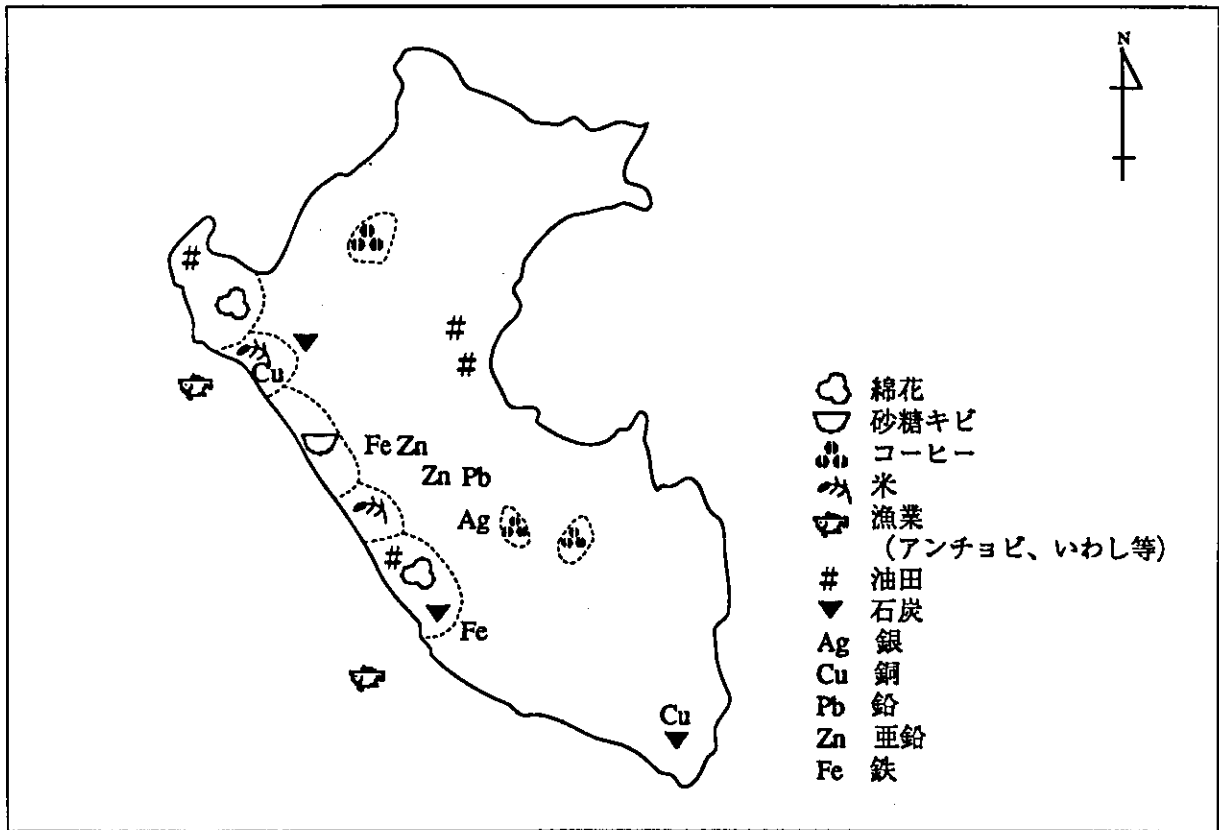 N
#
Cu
#
#
Fe Zn
Zn Pb
Ag
#
Fe
Cu
綿花
砂糖キビ
コーヒー
米
漁業
(アンチョビ、いわし等)
# 油田
石炭
Ag 銀
Cu 銅
Pb 鉛
Zn 亜鉛
Fe 鉄